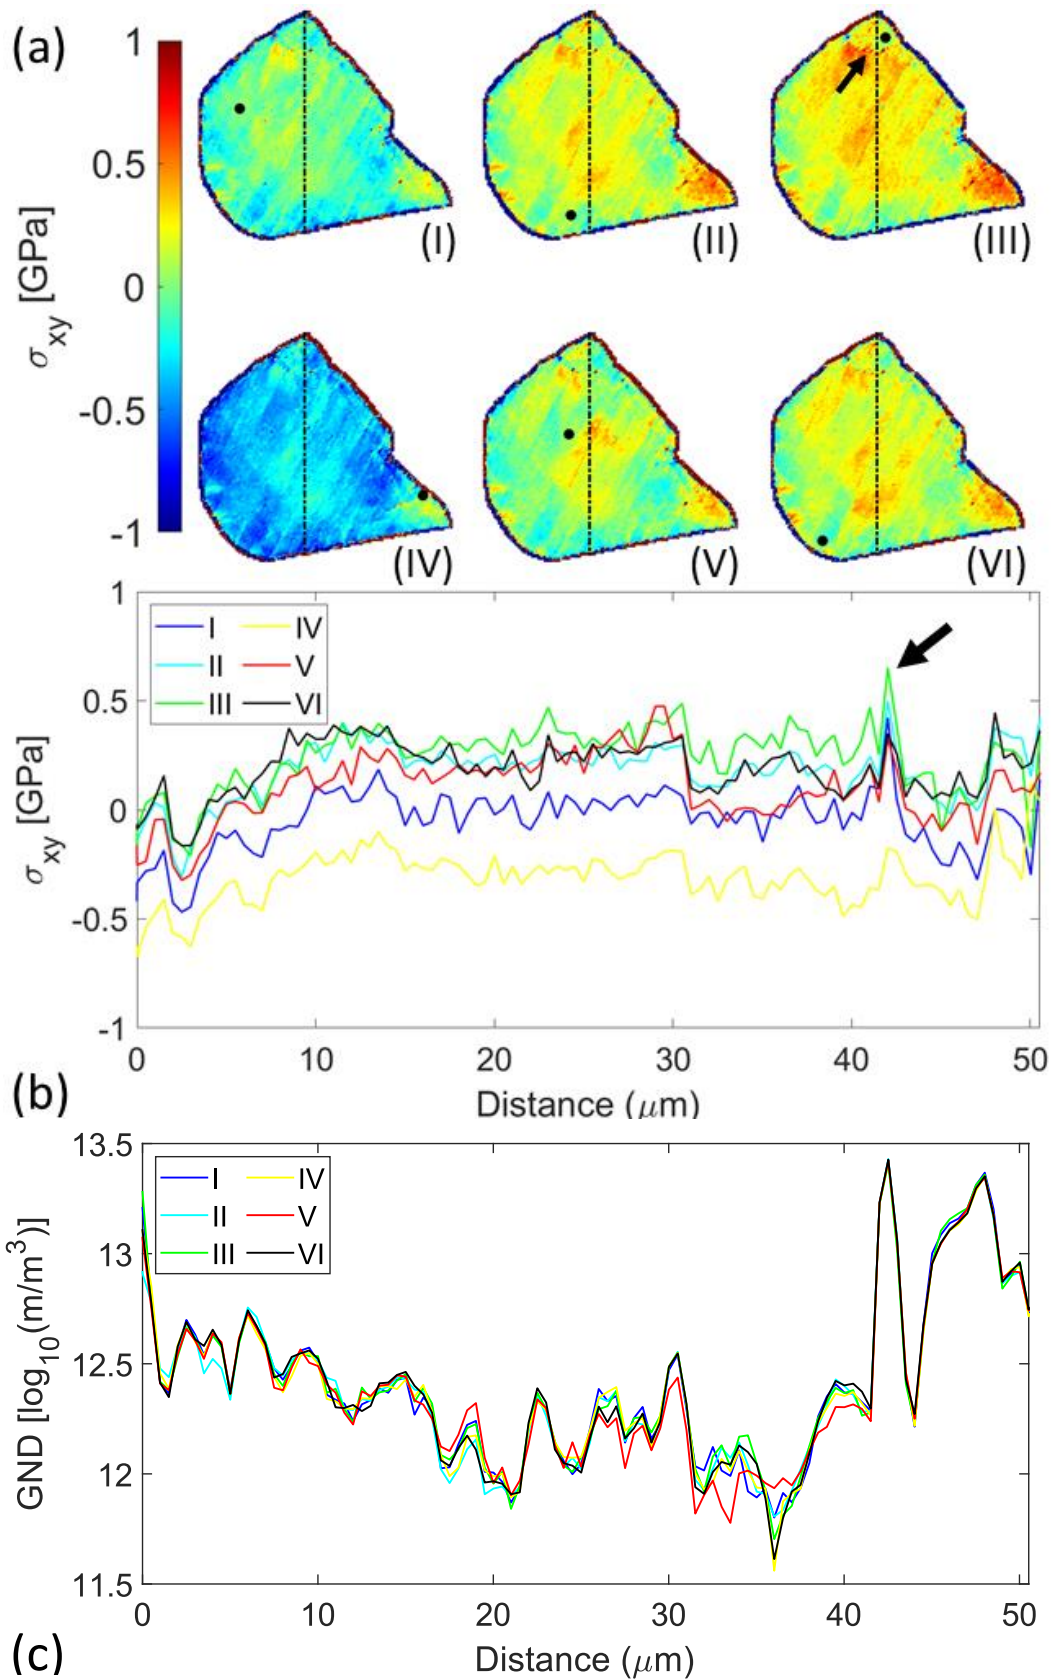 (a)
σxy [GPa]
1
0.5
0
-0.5
-1
(I)
(II)
(III)
(IV)
(V)
(VI)
(b)
σxy [GPa]
1
0.5
0
-0.5
-1
I IV
II V
III VI
0 10 20 30 40 50
Distance (μm)
(c)
GND [log10(m/m3)]
13.5
13
12.5
12
11.5
I IV
II V
III VI
0 10 20 30 40 50
Distance (μm)